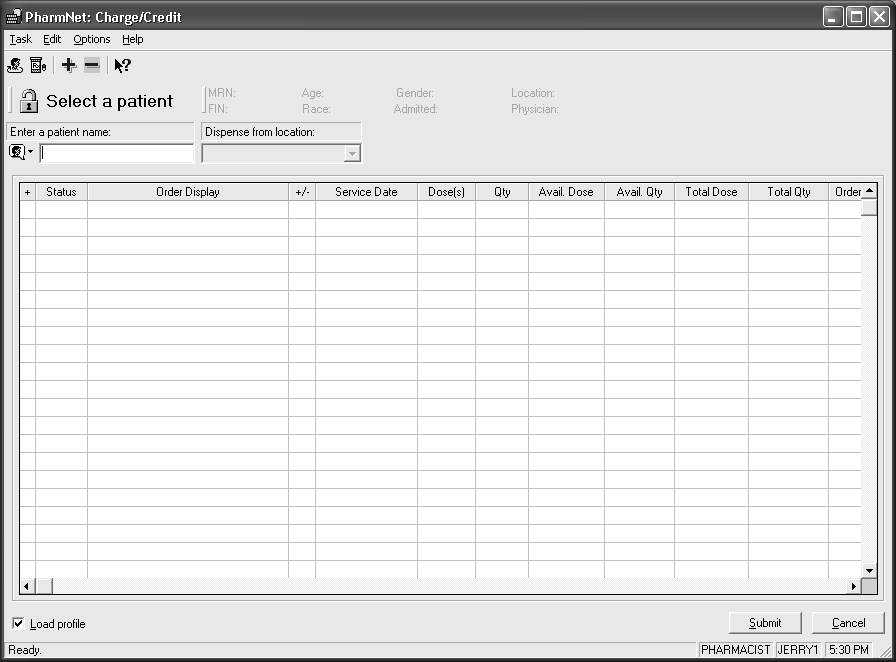 PharmNet: Charge/Credit
Task Edit Options Help
Select a patient
MRN: Age: Gender: Location:
FIN: Race: Admitted: Physician:
Enter a patient name: Dispense from location:
+ Status Order Display +/- Service Date Dose(s) Qty Avail. Dose Avail. Qty Total Dose Total Qty Order
Load profile Submit Cancel
Ready. PHARMACIST JERRY1 5:30 PM